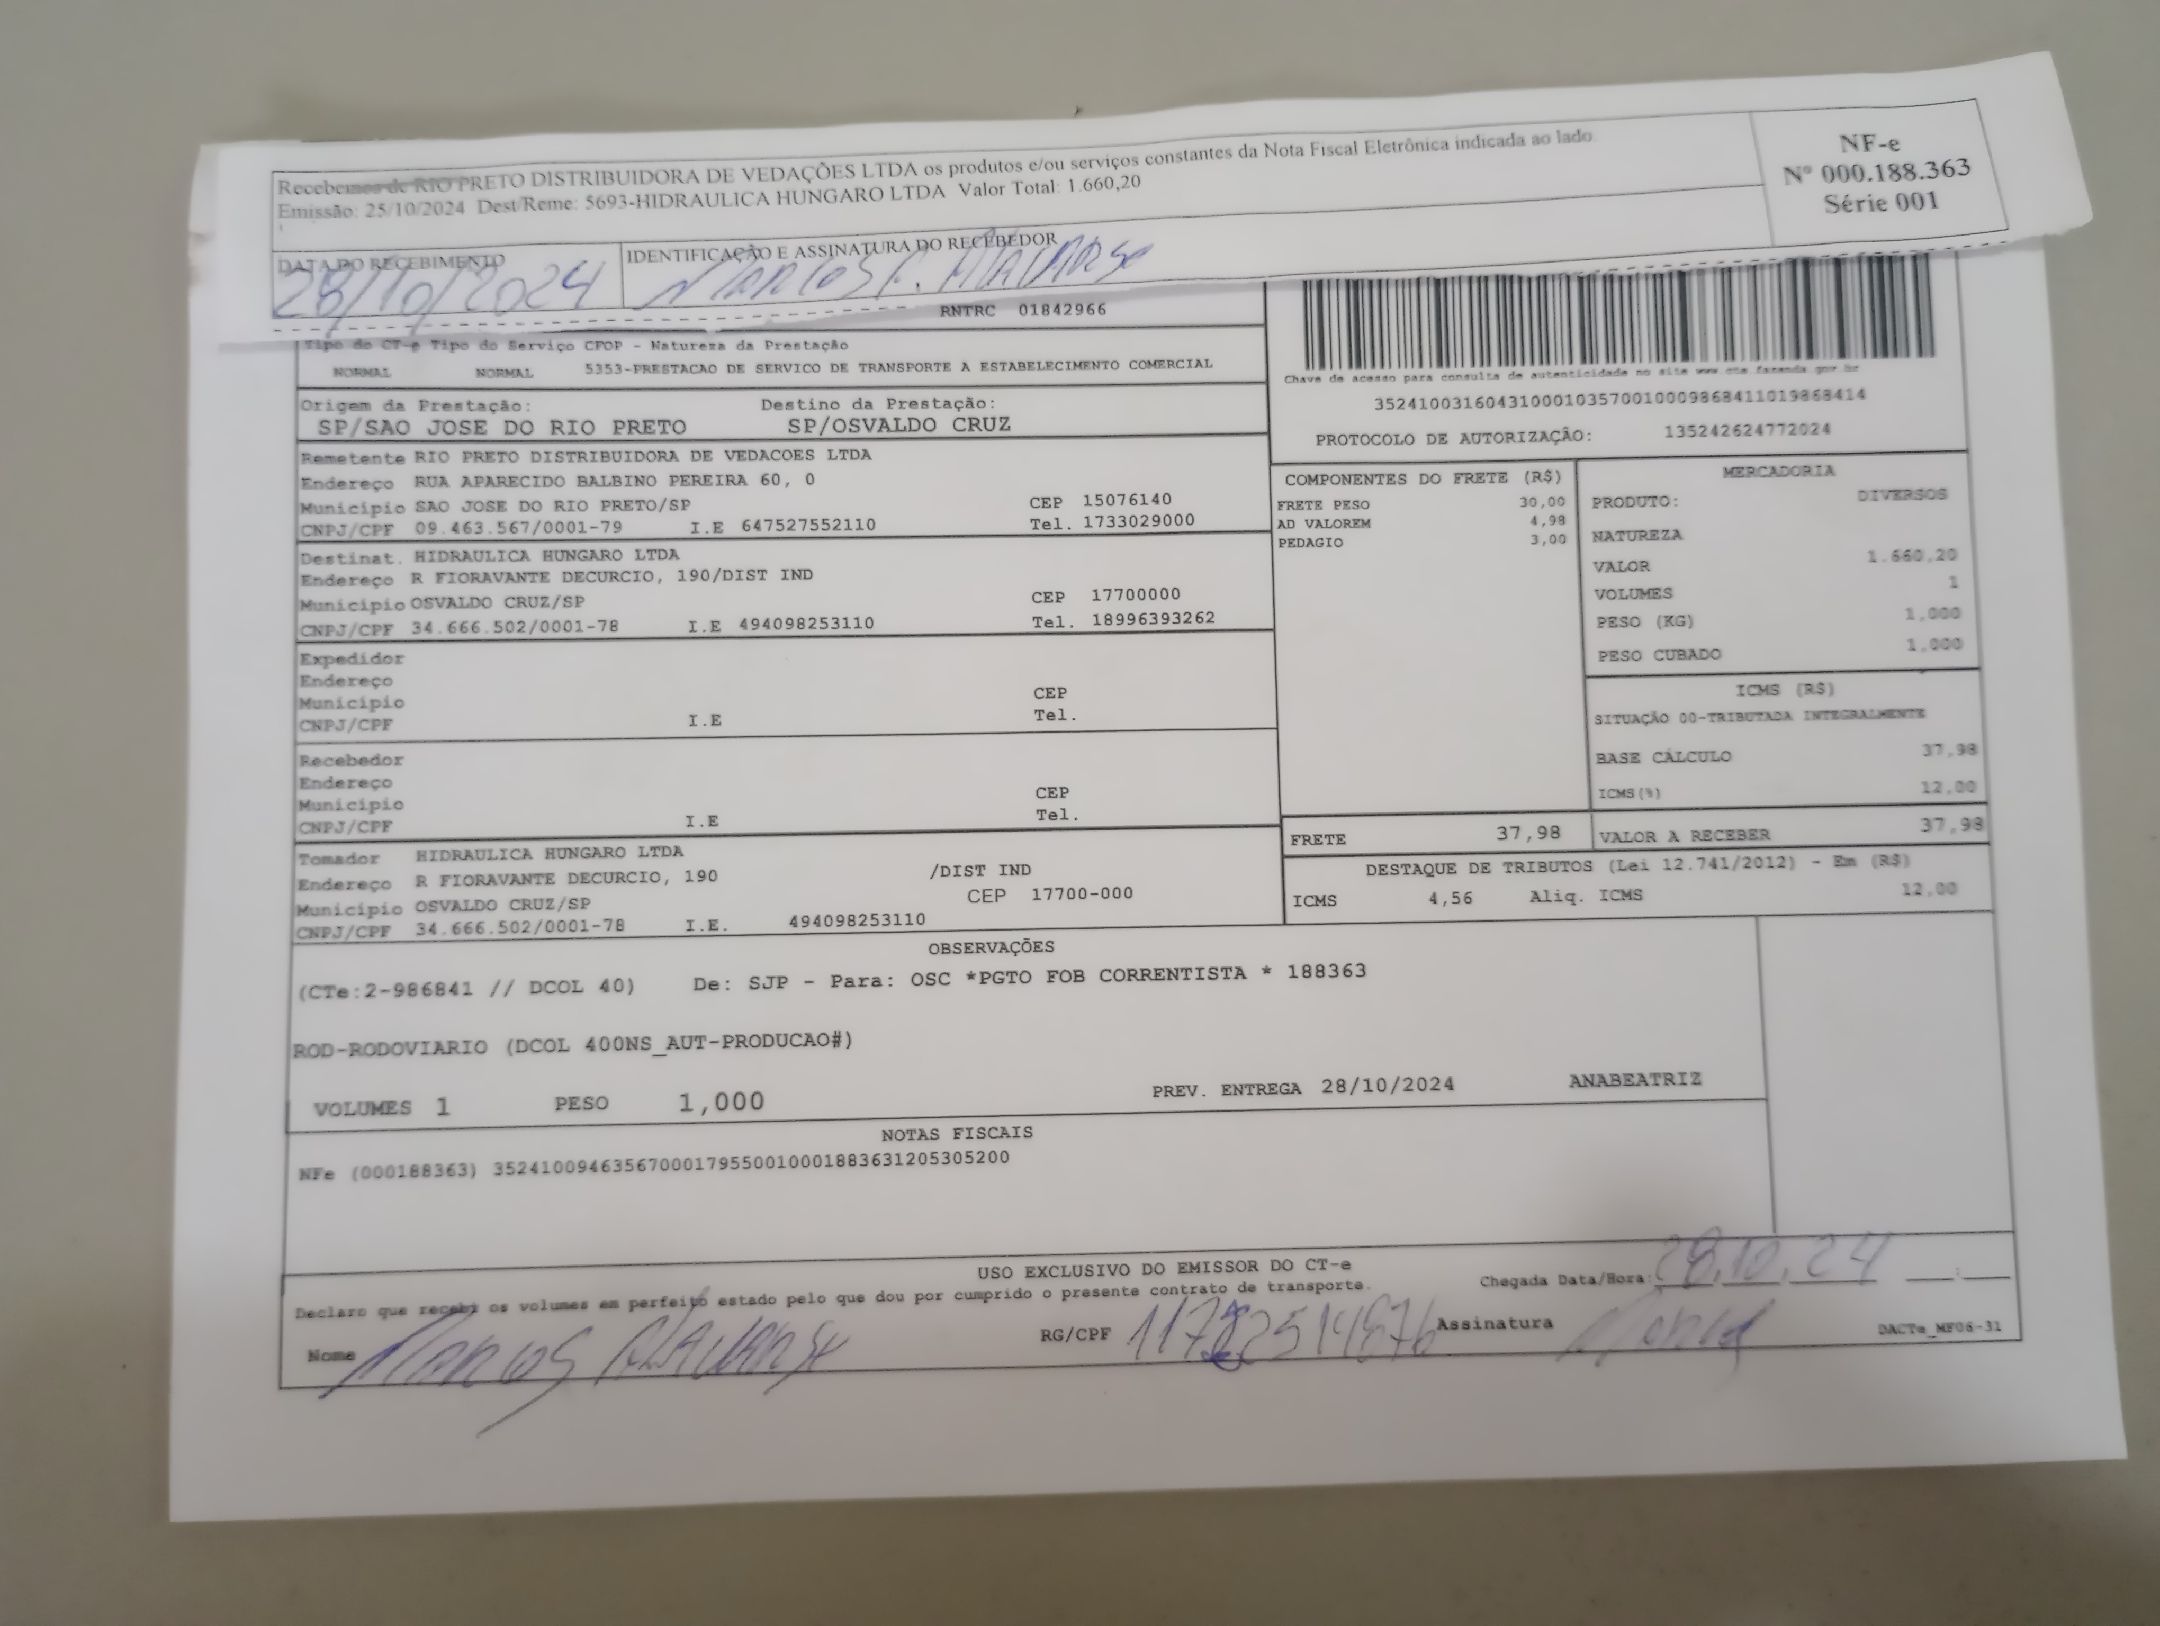 Recebemos de RIO PRETO DISTRIBUIDORA DE VEDAÇÕES LTDA os produtos e/ou serviços constantes da Nota Fiscal Eletrônica indicada ao lado.
Emissão: 25/10/2024 Dest/Reme: 5693-HIDRAULICA HUNGARO LTDA Valor Total: 1.660,20
NF-e
Nº 000.188.363
Série 001
DATA DO RECEBIMENTO
28/10/2024
IDENTIFICAÇÃO E ASSINATURA DO RECEBEDOR
RNTRC 01842966
Tipo do CT-e Tipo do Serviço CFOP - Natureza da Prestação
NORMAL NORMAL 5353-PRESTACAO DE SERVICO DE TRANSPORTE A ESTABELECIMENTO COMERCIAL
Chave de acesso para consulta de autenticidade no site www cte fazenda gov br
35241003160431000103570010009868411019868414
PROTOCOLO DE AUTORIZAÇÃO: 135242624772024
Origem da Prestação: Destino da Prestação:
SP/SAO JOSE DO RIO PRETO SP/OSVALDO CRUZ
Remetente RIO PRETO DISTRIBUIDORA DE VEDACOES LTDA
Endereço RUA APARECIDO BALBINO PEREIRA 60, 0
Municipio SAO JOSE DO RIO PRETO/SP CEP 15076140
CNPJ/CPF 09.463.567/0001-79 I.E 647527552110 Tel. 1733029000
Destinat. HIDRAULICA HUNGARO LTDA
Endereço R FIORAVANTE DECURCIO, 190/DIST IND
Municipio OSVALDO CRUZ/SP CEP 17700000
CNPJ/CPF 34.666.502/0001-78 I.E 494098253110 Tel. 18996393262
Expedidor
Endereço
Municipio CEP
CNPJ/CPF I.E Tel.
Recebedor
Endereço
Municipio CEP
CNPJ/CPF I.E Tel.
Tomador HIDRAULICA HUNGARO LTDA
Endereço R FIORAVANTE DECURCIO, 190 /DIST IND
Municipio OSVALDO CRUZ/SP CEP 17700-000
CNPJ/CPF 34.666.502/0001-78 I.E. 494098253110
COMPONENTES DO FRETE (R$)
FRETE PESO 30,00
AD VALOREM 4,98
PEDAGIO 3,00
MERCADORIA
PRODUTO: DIVERSOS
NATUREZA
VALOR 1.660,20
VOLUMES 1
PESO (KG) 1,000
PESO CUBADO 1,000
ICMS (R$)
SITUAÇÃO 00-TRIBUTADA INTEGRALMENTE
BASE CÁLCULO 37,98
ICMS(%) 12,00
FRETE 37,98 VALOR A RECEBER 37,98
DESTAQUE DE TRIBUTOS (Lei 12.741/2012) - Em (R$)
ICMS 4,56 Aliq. ICMS 12,00
OBSERVAÇÕES
(CTe:2-986841 // DCOL 40) De: SJP - Para: OSC *PGTO FOB CORRENTISTA * 188363
ROD-RODOVIARIO (DCOL 400NS_AUT-PRODUCAO#)
VOLUMES 1 PESO 1,000 PREV. ENTREGA 28/10/2024 ANABEATRIZ
NOTAS FISCAIS
NFe (000188363) 35241009463567000179550010001883631205305200
USO EXCLUSIVO DO EMISSOR DO CT-e
Declaro que recebi os volumes em perfeito estado pelo que dou por cumprido o presente contrato de transporte.
Chegada Data/Hora: 28.10.24 __:__
Nome Marcos RG/CPF Assinatura
DACTe_MF06-31